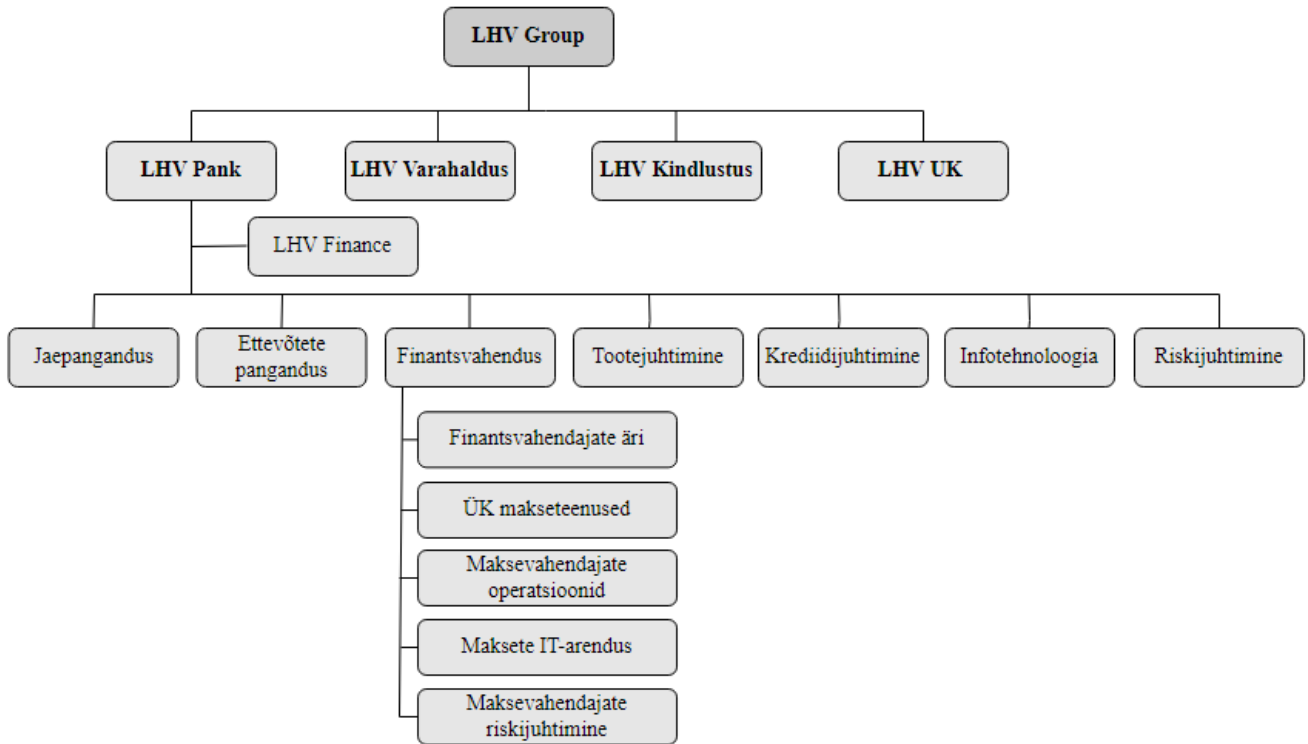 LHV Group
LHV Pank
LHV Varahaldus
LHV Kindlustus
LHV UK
LHV Finance
Jaepangandus
Ettevõtete
pangandus
Finantsvahendus
Tootejuhtimine
Krediidijuhtimine
Infotehnoloogia
Riskijuhtimine
Finantsvahendajate äri
ÜK makseteenused
Maksevahendajate
operatsioonid
Maksete IT-arendus
Maksevahendajate
riskijuhtimine